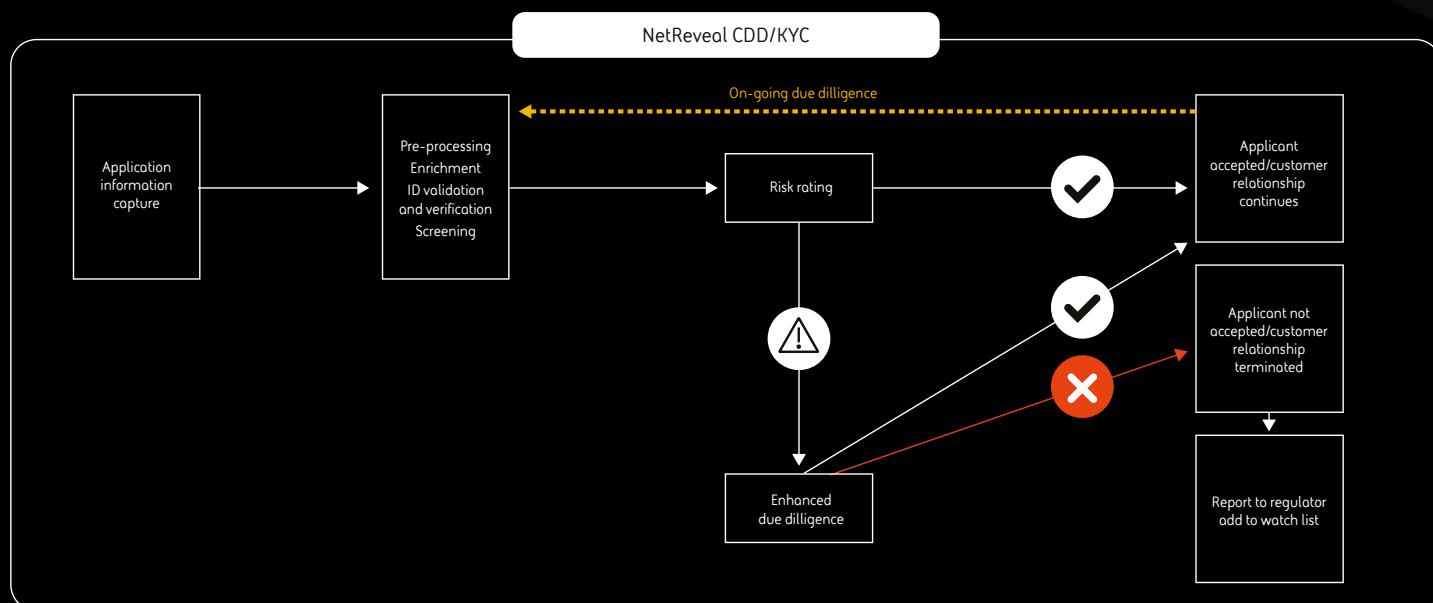 NetReveal CDD/KYC
On-going due dilligence
Application
information
capture
Pre-processing
Enrichment
ID validation
and verification
Screening
Risk rating
Applicant
accepted/customer
relationship
continues
Applicant not
accepted/customer
relationship
terminated
Enhanced
due dilligence
Report to regulator
add to watch list